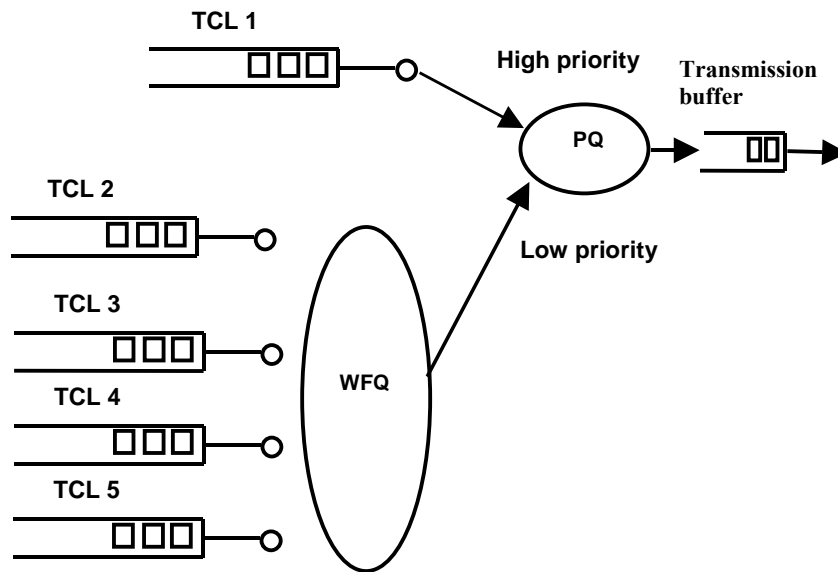 TCL 1
High priority
Transmission
buffer
PQ
TCL 2
Low priority
TCL 3
WFQ
TCL 4
TCL 5